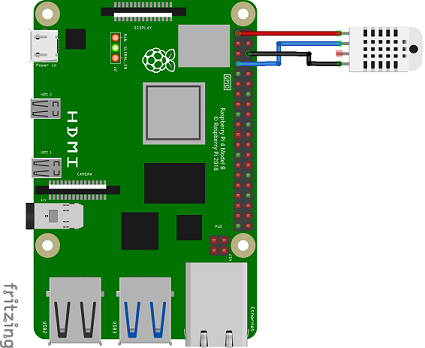 DISPLAY
Power in
HDMI 0
GPIO
HDMI
Raspberry Pi 4 Model B
© Raspberry Pi 2018
HDMI 1
CAMERA
PoE
USB2
USB3
Ethernet
fritzing